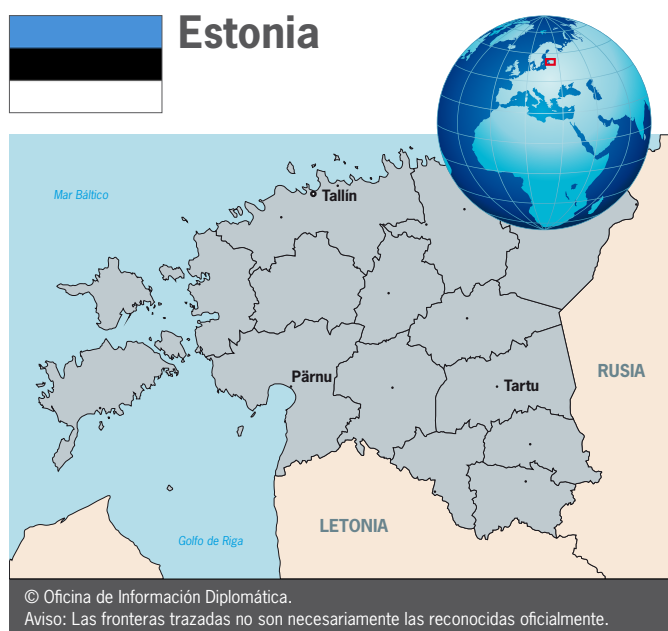 Estonia
Mar Báltico
Tallín
Pärnu
Tartu
RUSIA
LETONIA
Golfo de Riga
© Oficina de Información Diplomática.
Aviso: Las fronteras trazadas no son necesariamente las reconocidas oficialmente.